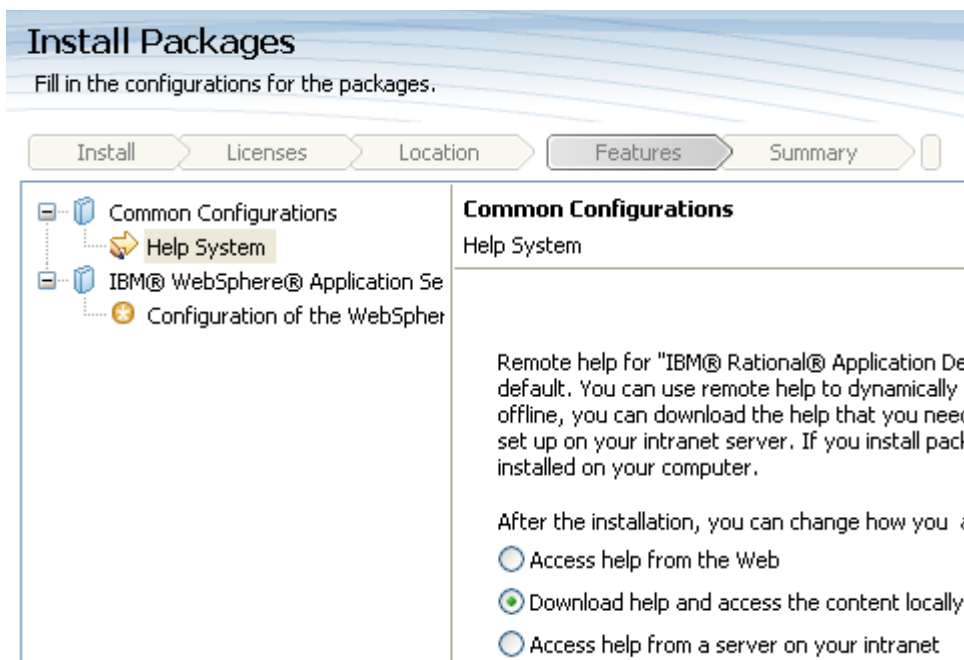 Install Packages
Fill in the configurations for the packages.
Install
Licenses
Location
Features
Summary
Common Configurations
Help System
IBM® WebSphere® Application Se
Configuration of the WebSpher
Common Configurations
Help System
Remote help for "IBM® Rational® Application De
default. You can use remote help to dynamically
offline, you can download the help that you need
set up on your intranet server. If you install pac
installed on your computer.
After the installation, you can change how you a
Access help from the Web
Download help and access the content locally
Access help from a server on your intranet